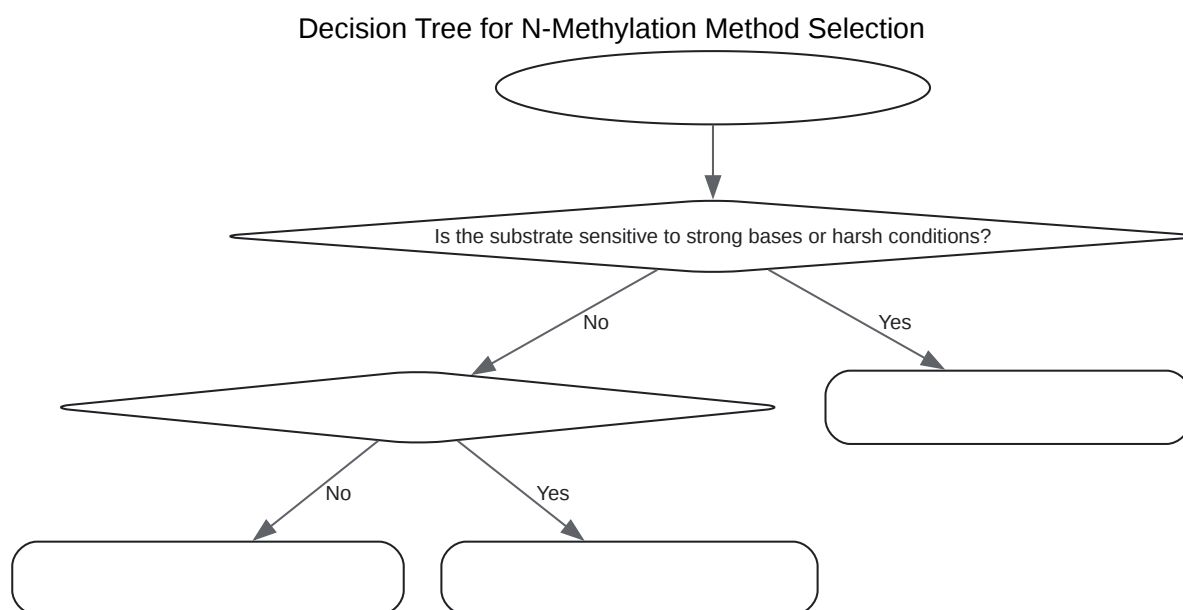 Decision Tree for N-Methylation Method Selection
Is the substrate sensitive to strong bases or harsh conditions?
No
Yes
No
Yes